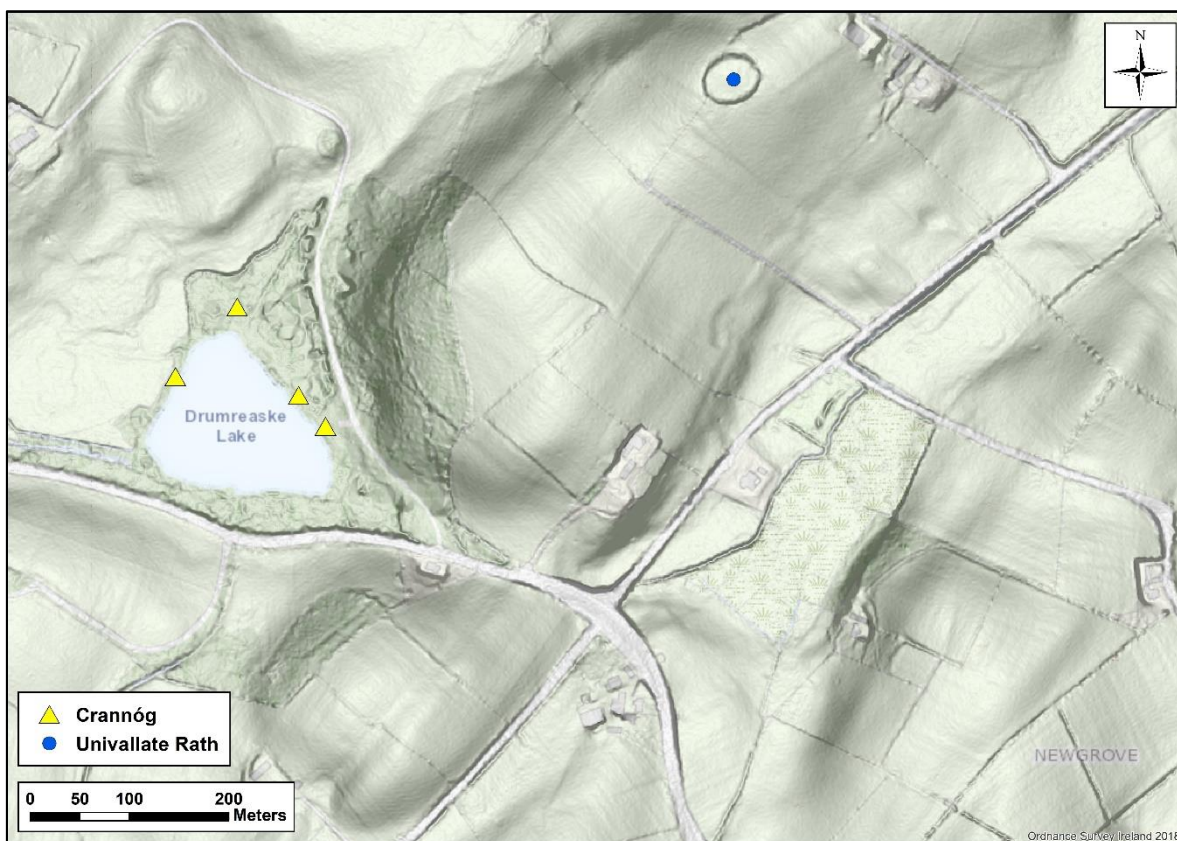 N
Drumreaske
Lake
Crannóg
Univallate Rath
NEWGROVE
0 50 100 200
Meters
Ordnance Survey Ireland 2018